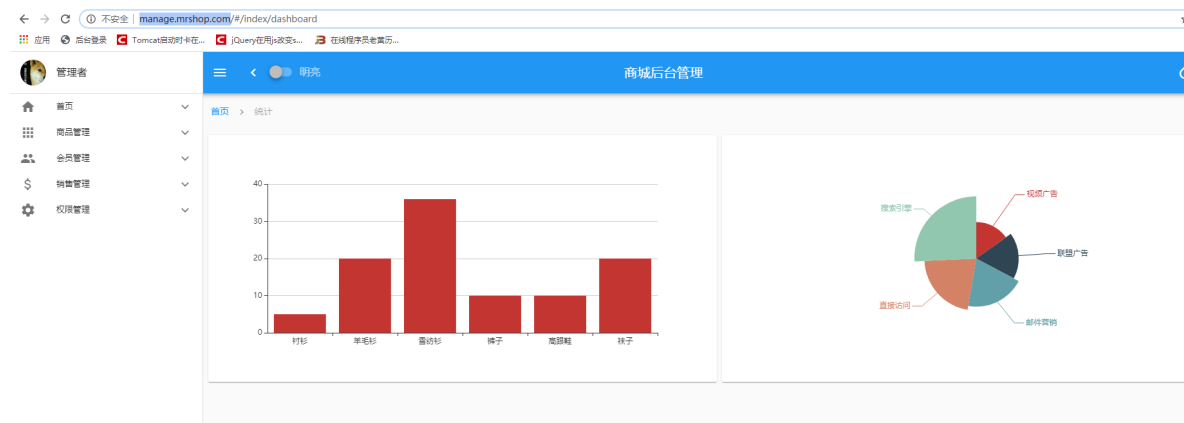 不安全 | manage.mrshop.com/#/index/dashboard
应用 后台登录 Tomcat启动时卡在... jQuery在用js改变s... 在线程序员老黄历...
管理者
明亮
商城后台管理
首页
商品管理
会员管理
销售管理
权限管理
首页 > 统计
40
30
20
10
0
衬衫 羊毛衫 雪纺衫 裤子 高跟鞋 袜子
视频广告
搜索引擎
联盟广告
直接访问
邮件营销